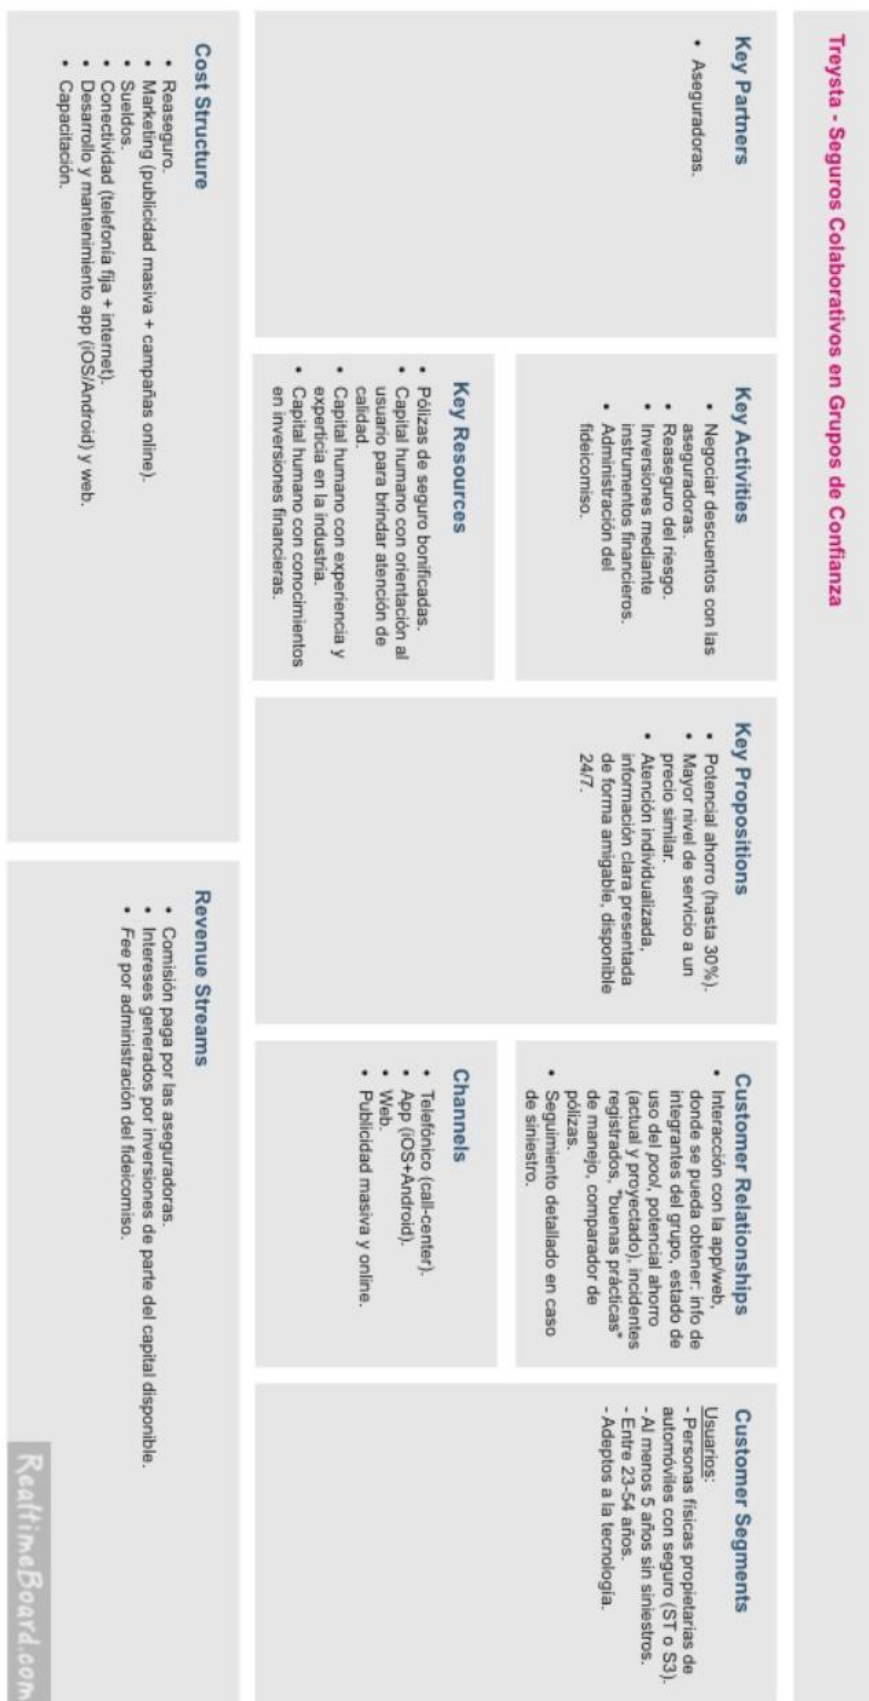 Treysta - Seguros Colaborativos en Grupos de Confianza
Key Partners
• Aseguradoras.
Key Activities
• Negociar descuentos con las
aseguradoras.
• Reaseguro del riesgo.
• Inversiones mediante
instrumentos financieros.
• Administración del
fideicomiso.
Key Resources
• Pólizas de seguro bonificadas.
• Capital humano con orientación al
usuario para brindar atención de
calidad.
• Capital humano con experiencia y
experticia en la industria.
• Capital humano con conocimientos
en inversiones financieras.
Key Propositions
• Potencial ahorro (hasta 30%).
• Mayor nivel de servicio a un
precio similar.
• Atención individualizada,
información clara presentada
de forma amigable, disponible
24/7.
Customer Relationships
• Interacción con la app/web,
donde se pueda obtener: info de
integrantes del grupo, estado de
uso del pool, potencial ahorro
(actual y proyectado), incidentes
registrados, "buenas prácticas"
de manejo, comparador de
pólizas.
• Seguimiento detallado en caso
de siniestro.
Channels
• Telefónico (call-center).
• App (iOS+Android).
• Web.
• Publicidad masiva y online.
Customer Segments
Usuarios:
- Personas físicas propietarias de
automóviles con seguro (ST o S3).
- Al menos 5 años sin siniestros.
- Entre 23-54 años.
- Adeptos a la tecnología.
Cost Structure
• Reaseguro.
• Marketing (publicidad masiva + campañas online).
• Sueldos.
• Conectividad (telefonía fija + internet).
• Desarrollo y mantenimiento app (iOS/Android) y web.
• Capacitación.
Revenue Streams
• Comisión paga por las aseguradoras.
• Intereses generados por inversiones de parte del capital disponible.
• Fee por administración del fideicomiso.
RealtimeBoard.com